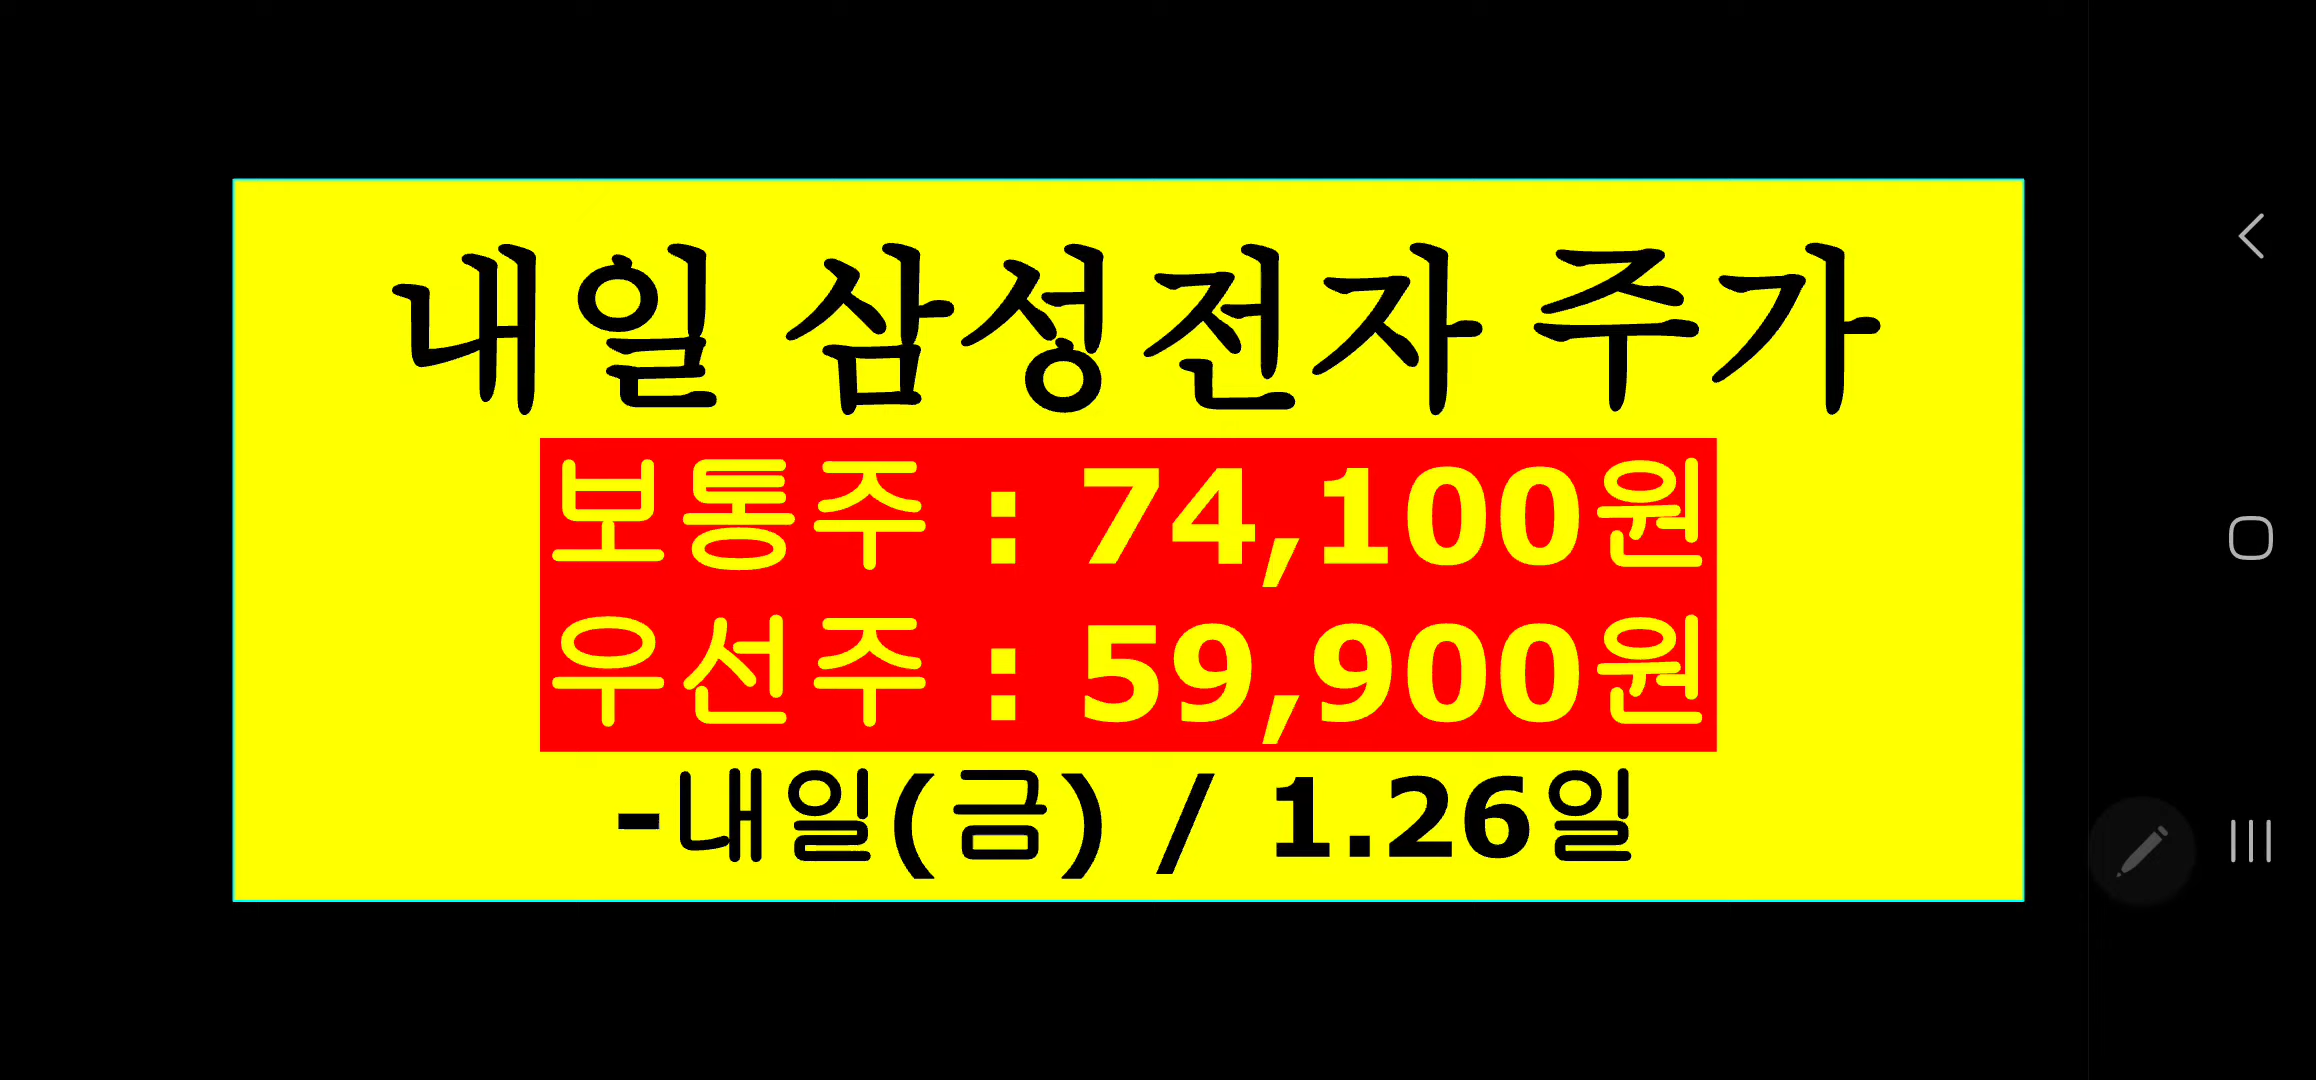 내일 삼성전자 주가
보통주 : 74,100원
우선주 : 59,900원
-내일(금) / 1.26일